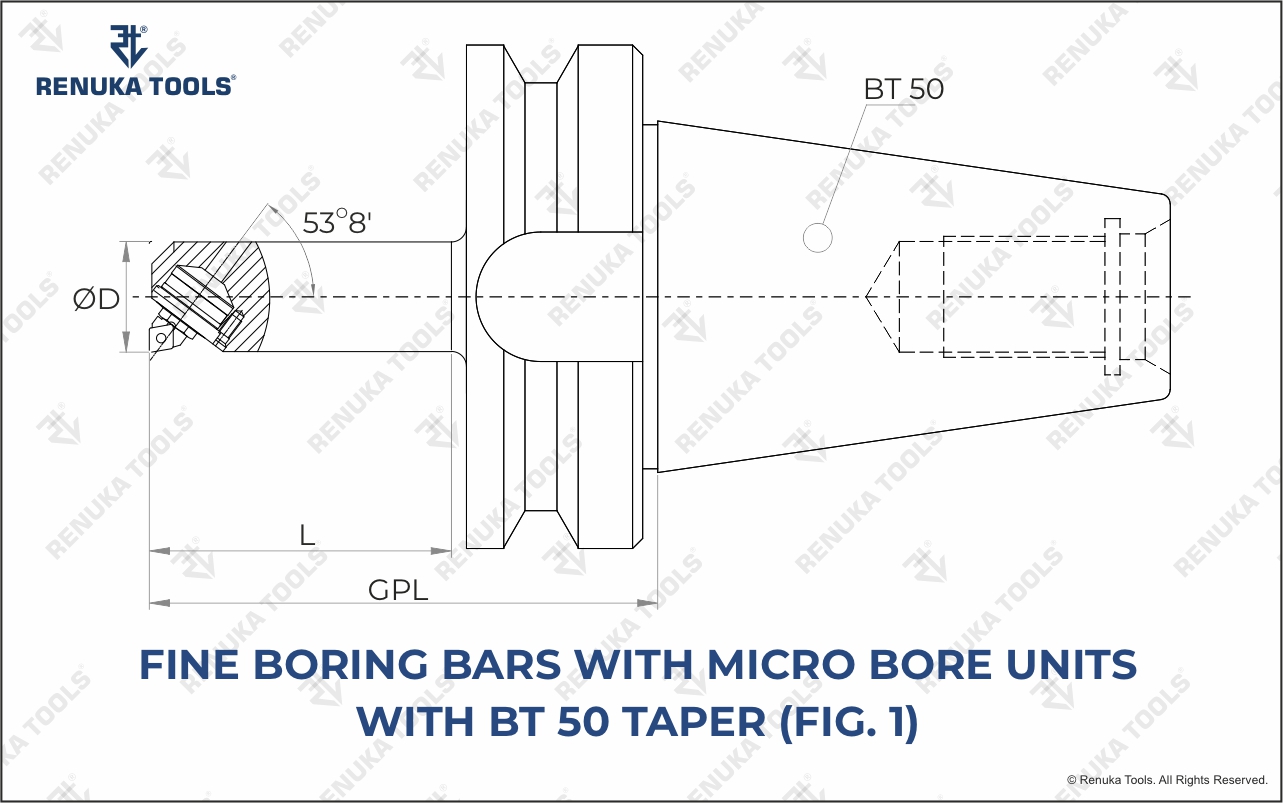 RENUKA TOOLS®
BT 50
53°8'
ØD
L
GPL
FINE BORING BARS WITH MICRO BORE UNITS
WITH BT 50 TAPER (FIG. 1)
© Renuka Tools. All Rights Reserved.